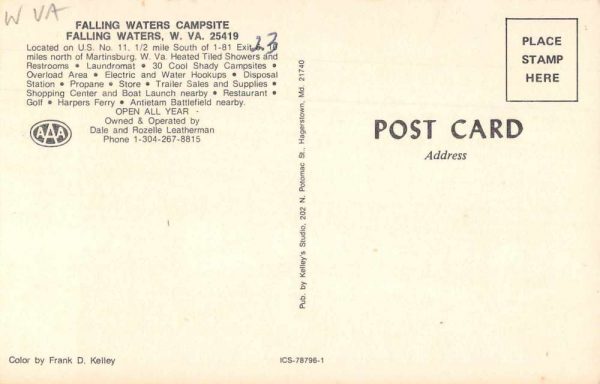 W VA
FALLING WATERS CAMPSITE
FALLING WATERS, W. VA. 25419
Located on U.S. No. 11, 1/2 mile South of 1-81 Exit 23
miles north of Martinsburg, W. Va. Heated Tiled Showers and
Restrooms • Laundromat • 30 Cool Shady Campsites •
Overload Area • Electric and Water Hookups • Disposal
Station • Propane • Store • Trailer Sales and Supplies •
Shopping Center and Boat Launch nearby • Restaurant •
Golf • Harpers Ferry • Antietam Battlefield nearby.
OPEN ALL YEAR
Owned & Operated by
Dale and Rozelle Leatherman
Phone 1-304-267-8815
AAA
Color by Frank D. Kelley
Pub. by Kelley's Studio, 202 N. Potomac St., Hagerstown, Md. 21740
ICS-78796-1
PLACE
STAMP
HERE
POST CARD
Address